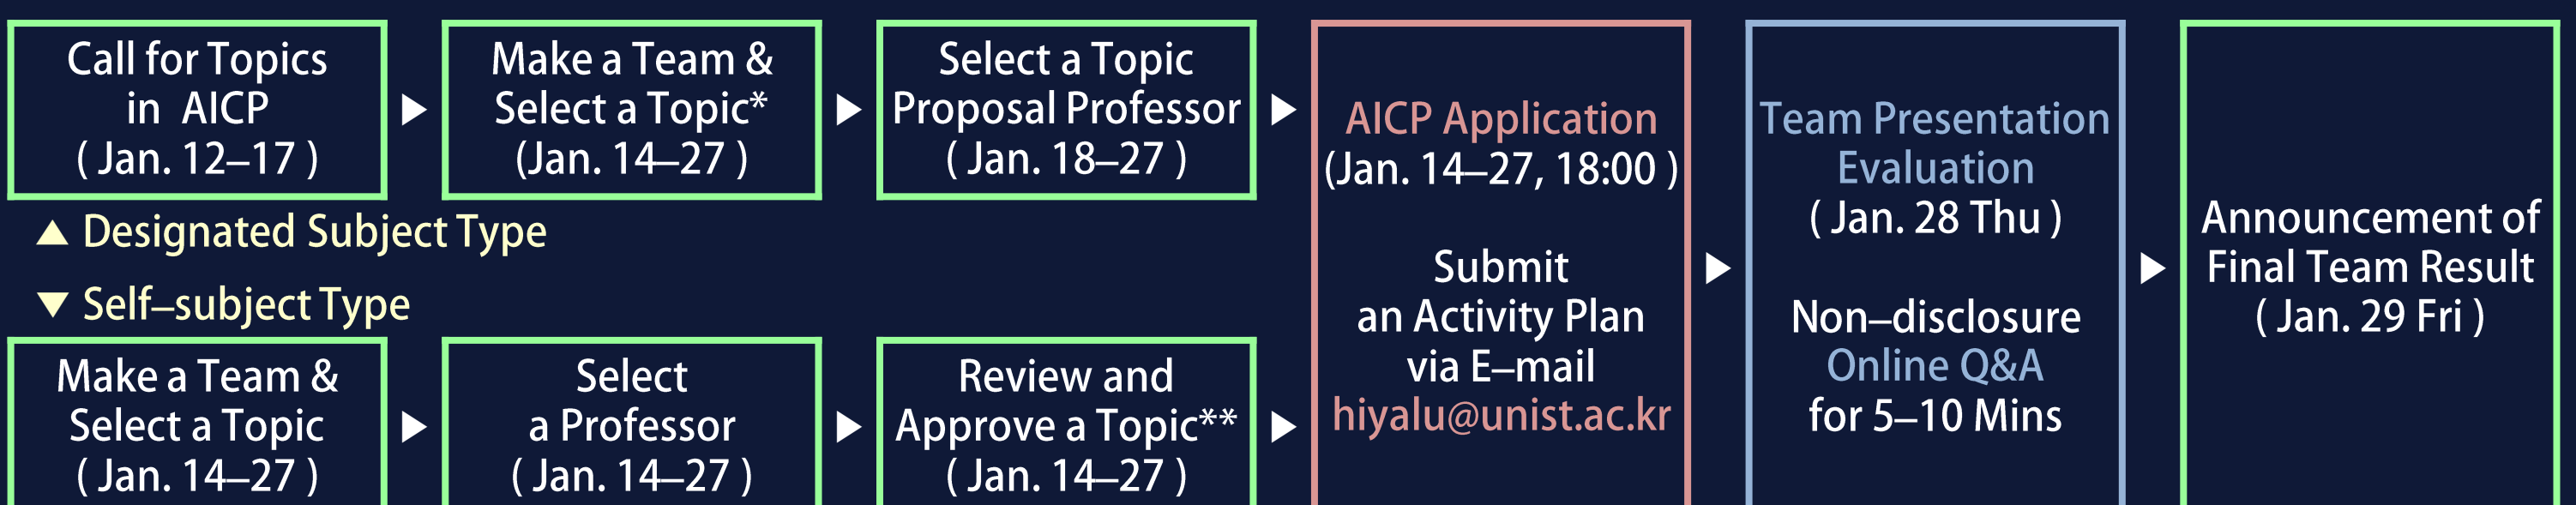 Call for Topics
in AICP
( Jan. 12–17 )
Make a Team &
Select a Topic*
(Jan. 14–27 )
Select a Topic
Proposal Professor
( Jan. 18–27 )
▲ Designated Subject Type
▼ Self–subject Type
Make a Team &
Select a Topic
( Jan. 14–27 )
Select
a Professor
( Jan. 14–27 )
Review and
Approve a Topic**
( Jan. 14–27 )
AICP Application
(Jan. 14–27, 18:00 )
Submit
an Activity Plan
via E–mail
hiyalu@unist.ac.kr
Team Presentation
Evaluation
( Jan. 28 Thu )
Non–disclosure
Online Q&A
for 5–10 Mins
Announcement of
Final Team Result
( Jan. 29 Fri )